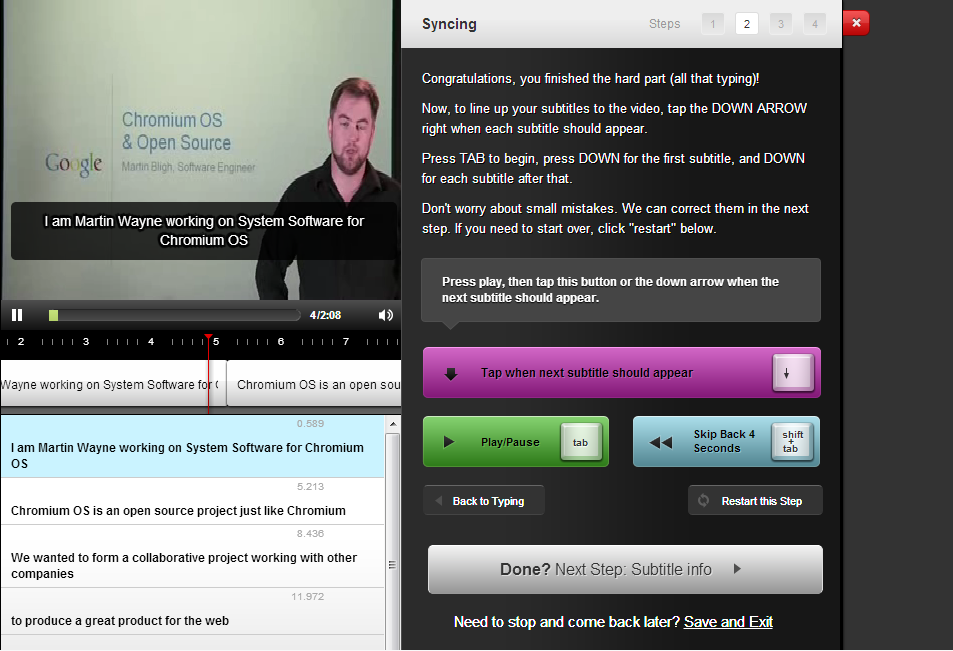 Chromium OS
& Open Source
Google
Martin Bligh, Software Engineer
I am Martin Wayne working on System Software for
Chromium OS
4/2:08
2 3 4 5 6 7
Wayne working on System Software for C
Chromium OS is an open sou
0.589
I am Martin Wayne working on System Software for Chromium
OS
5.213
Chromium OS is an open source project just like Chromium
8.436
We wanted to form a collaborative project working with other
companies
11.972
to produce a great product for the web
Syncing
Steps 1 2 3 4
Congratulations, you finished the hard part (all that typing)!
Now, to line up your subtitles to the video, tap the DOWN ARROW
right when each subtitle should appear.
Press TAB to begin, press DOWN for the first subtitle, and DOWN
for each subtitle after that.
Don't worry about small mistakes. We can correct them in the next
step. If you need to start over, click "restart" below.
Press play, then tap this button or the down arrow when the
next subtitle should appear.
Tap when next subtitle should appear
Play/Pause
tab
Skip Back 4
Seconds
shift
+
tab
Back to Typing
Restart this Step
Done? Next Step: Subtitle info
Need to stop and come back later? Save and Exit